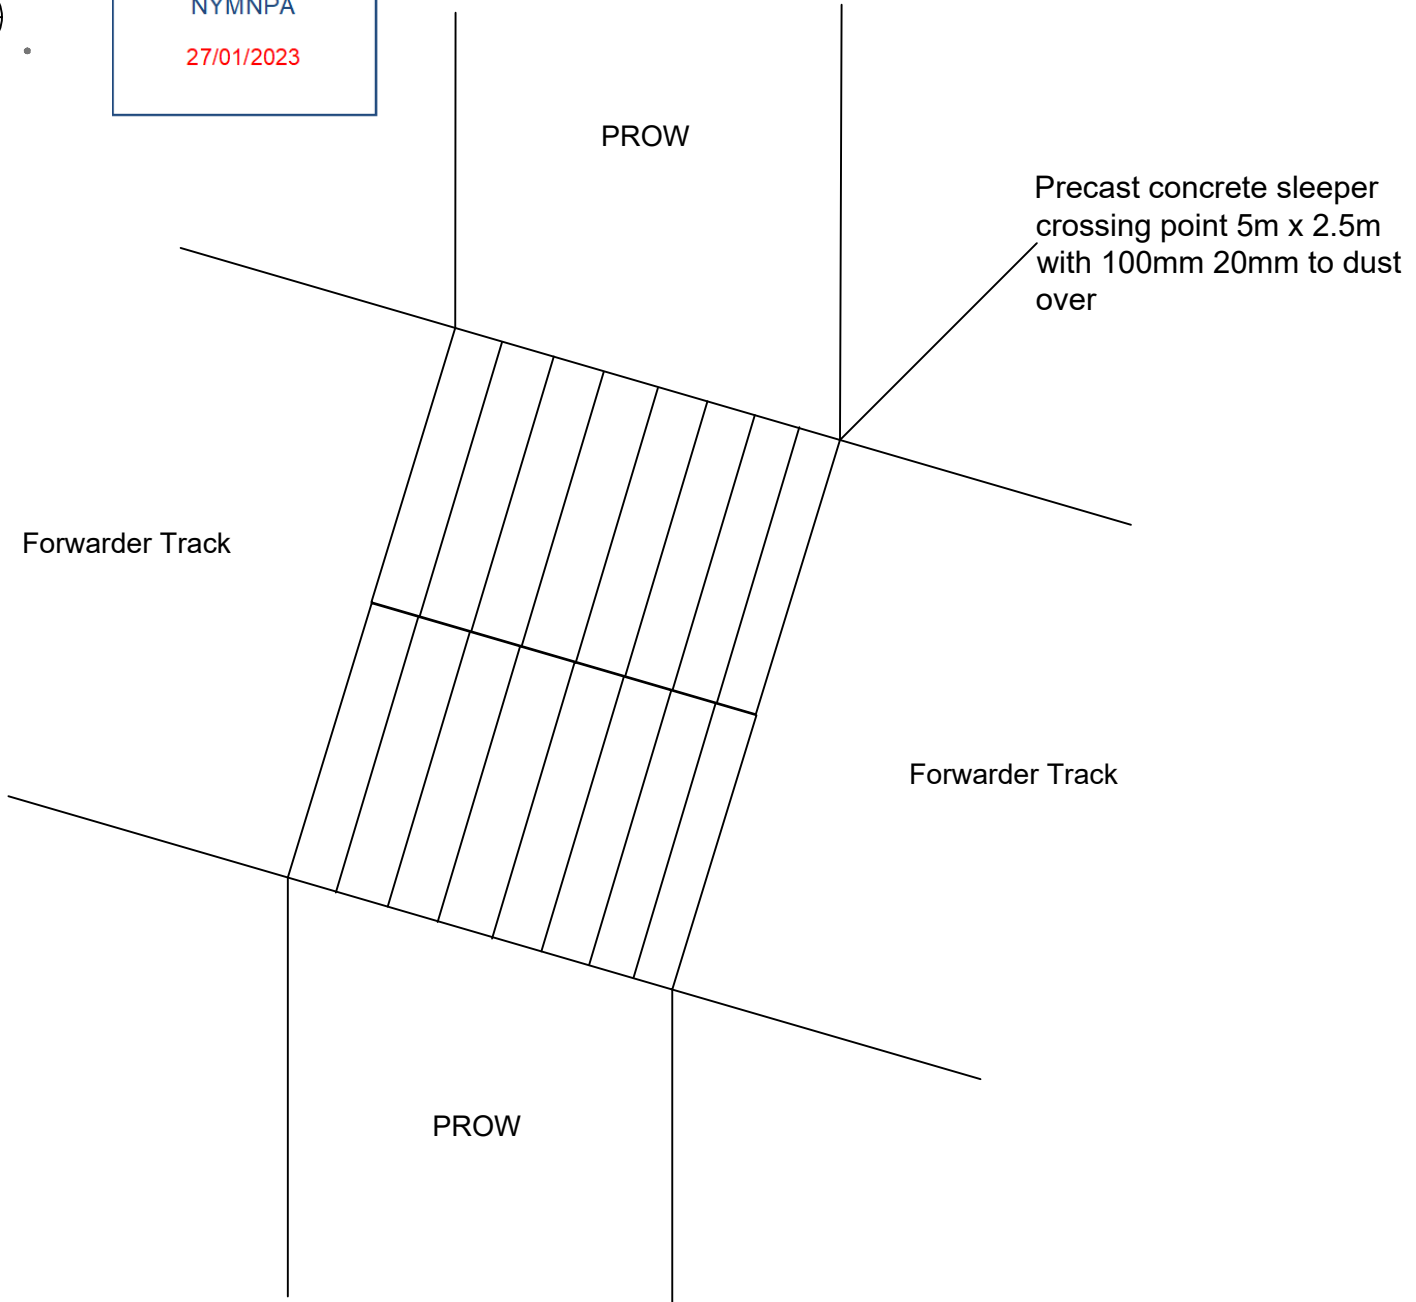 NYMNPA
27/01/2023
PROW
Precast concrete sleeper
crossing point 5m x 2.5m
with 100mm 20mm to dust
over
Forwarder Track
Forwarder Track
PROW